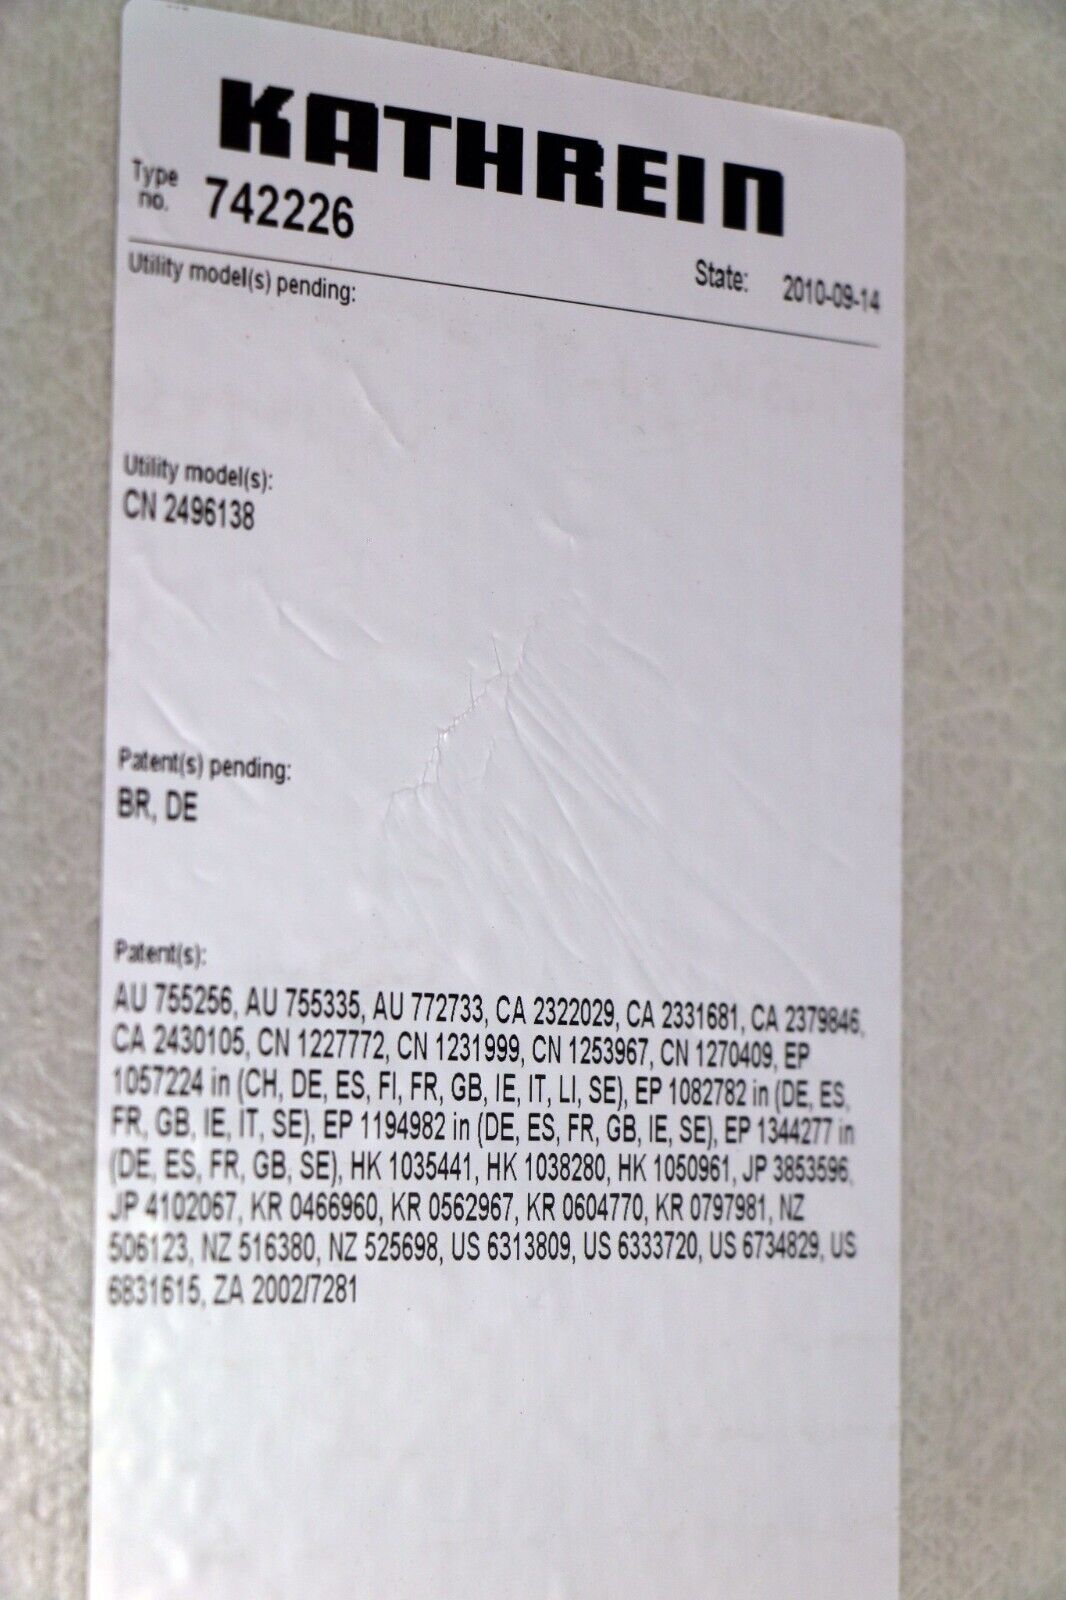 KATHREIN
Type no. 742226
State: 2010-09-14
Utility model(s) pending:
Utility model(s):
CN 2496138
Patent(s) pending:
BR, DE
Patent(s):
AU 755256, AU 755335, AU 772733, CA 2322029, CA 2331681, CA 2379846,
CA 2430105, CN 1227772, CN 1231999, CN 1253967, CN 1270409, EP
1057224 in (CH, DE, ES, FI, FR, GB, IE, IT, LI, SE), EP 1082782 in (DE, ES,
FR, GB, IE, IT, SE), EP 1194982 in (DE, ES, FR, GB, IE, SE), EP 1344277 in
(DE, ES, FR, GB, SE), HK 1035441, HK 1038280, HK 1050961, JP 3853596,
JP 4102067, KR 0466960, KR 0562967, KR 0604770, KR 0797981, NZ
506123, NZ 516380, NZ 525698, US 6313809, US 6333720, US 6734829, US
6831615, ZA 2002/7281